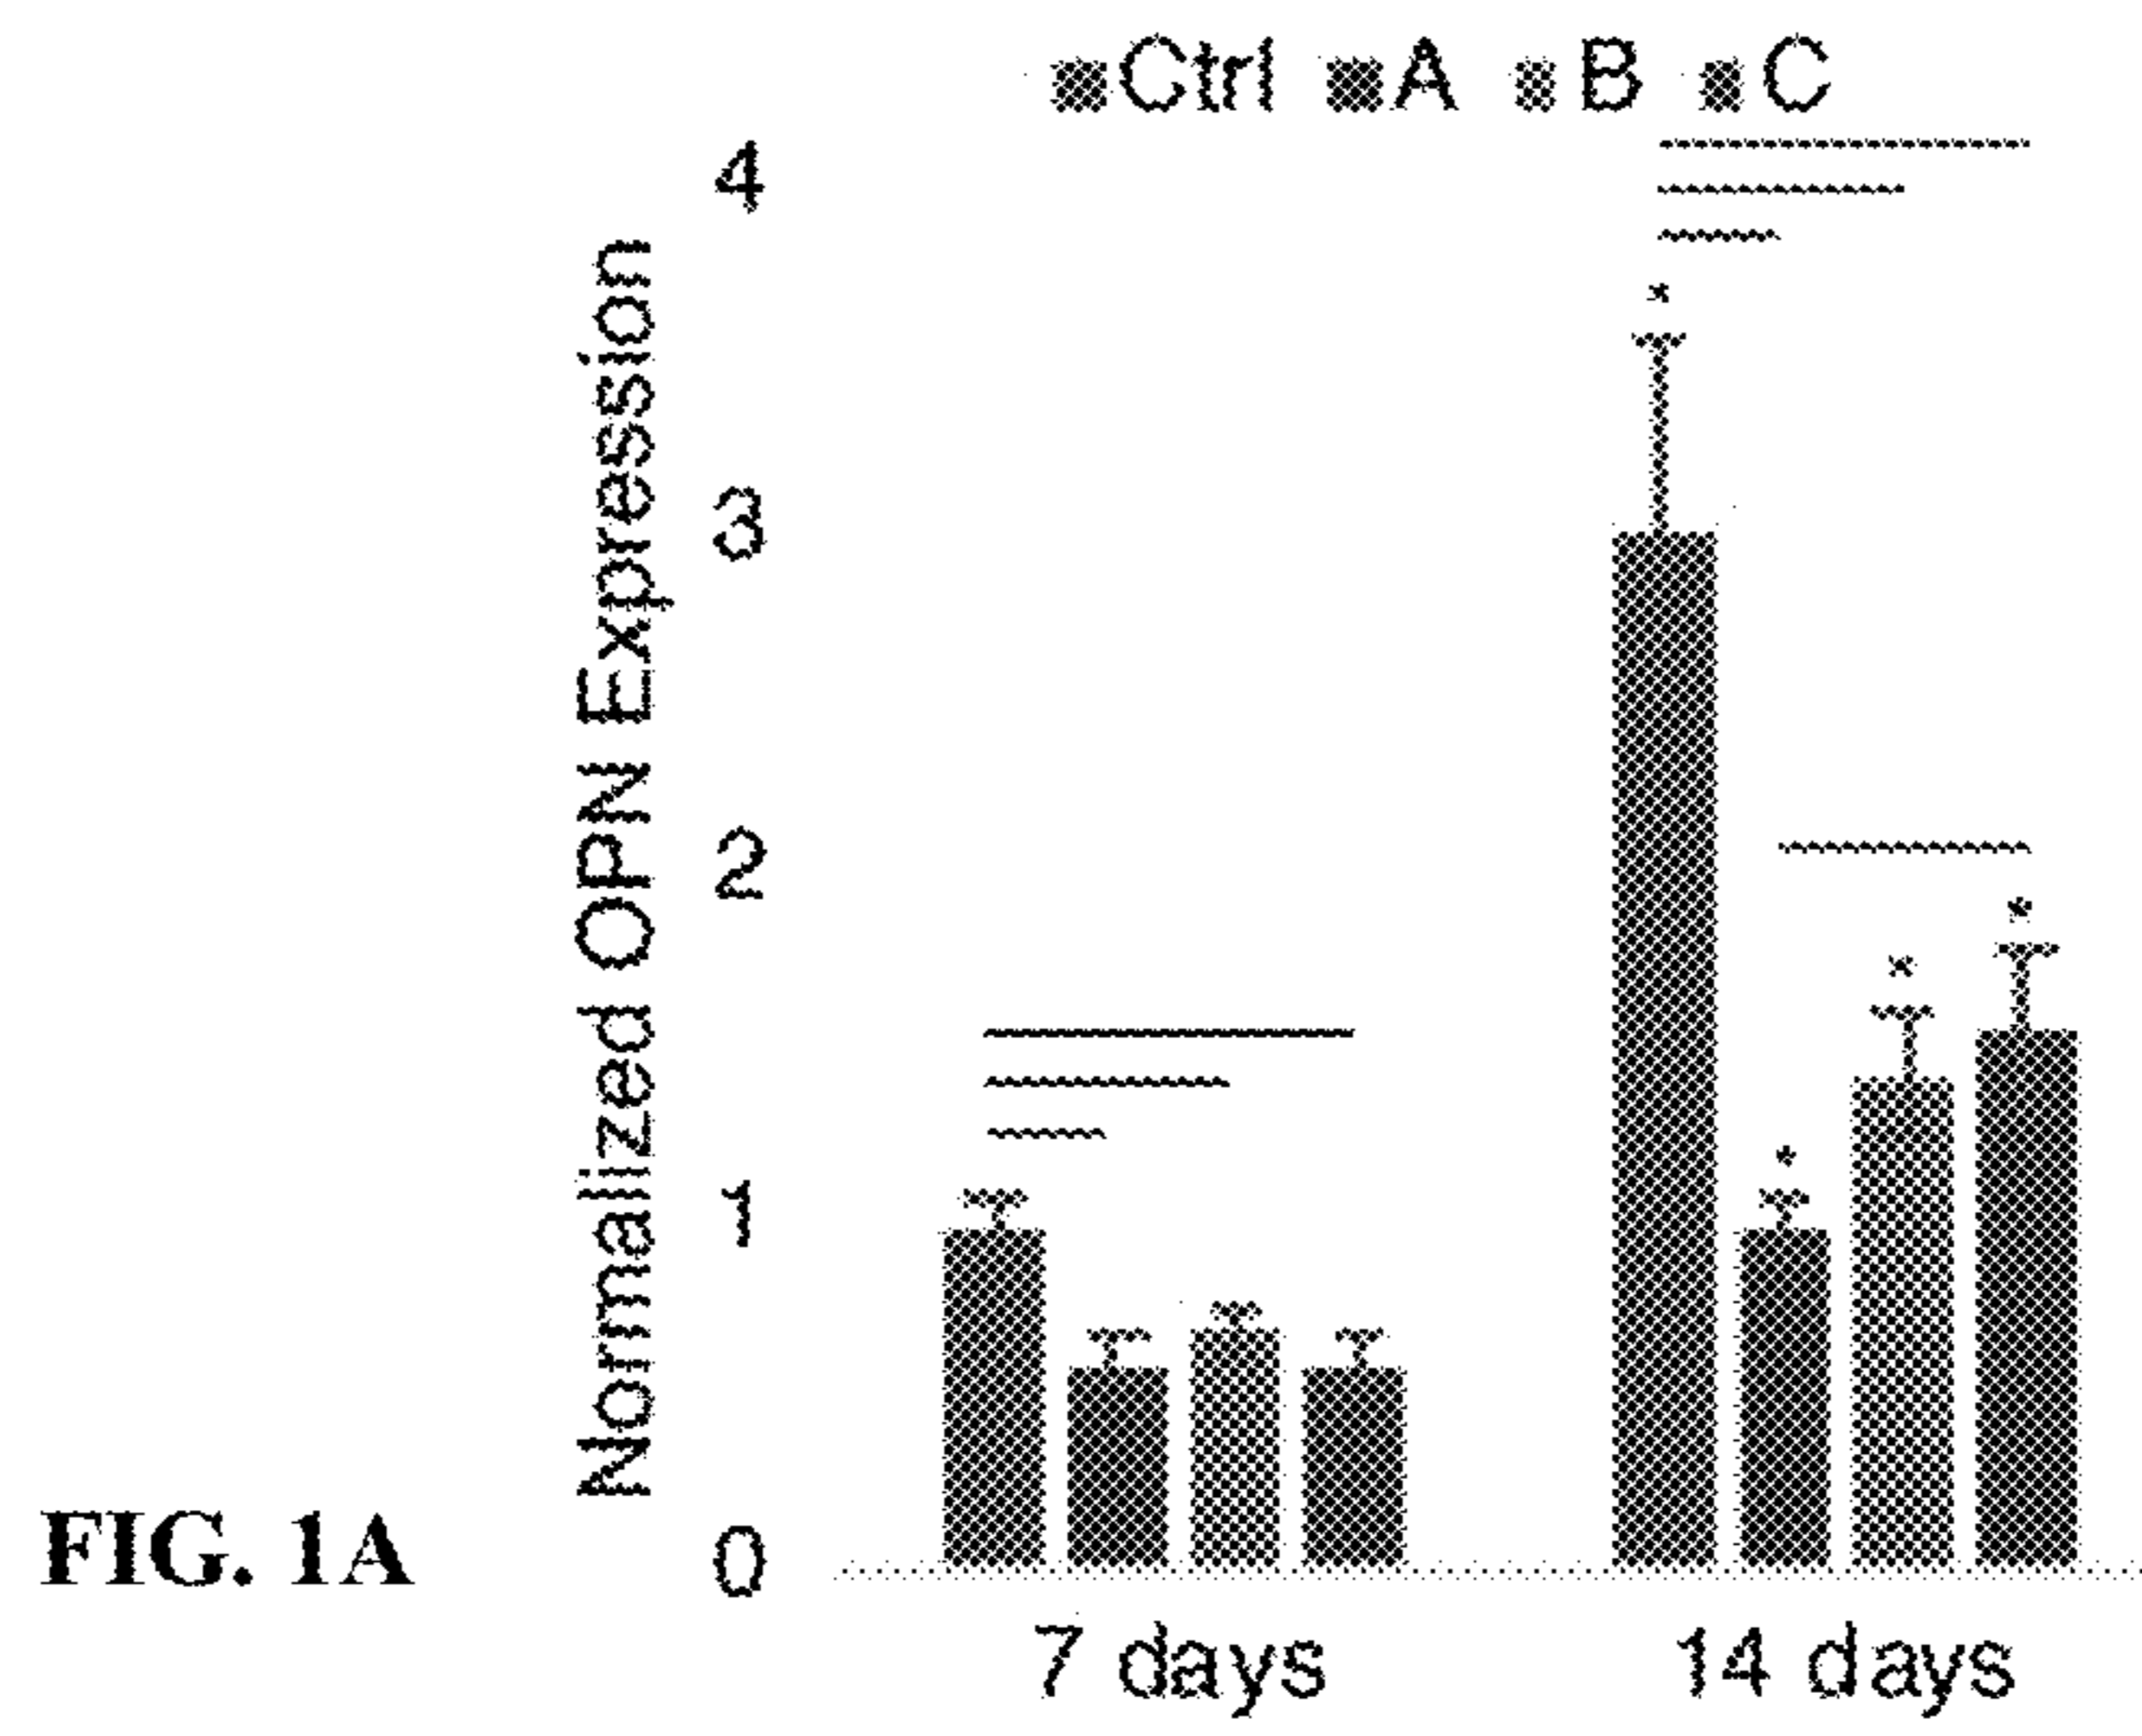 Ctrl A B C
4
3
2
1
0
Normalized OPN Expression
* * * *
7 days 14 days
FIG. 1A